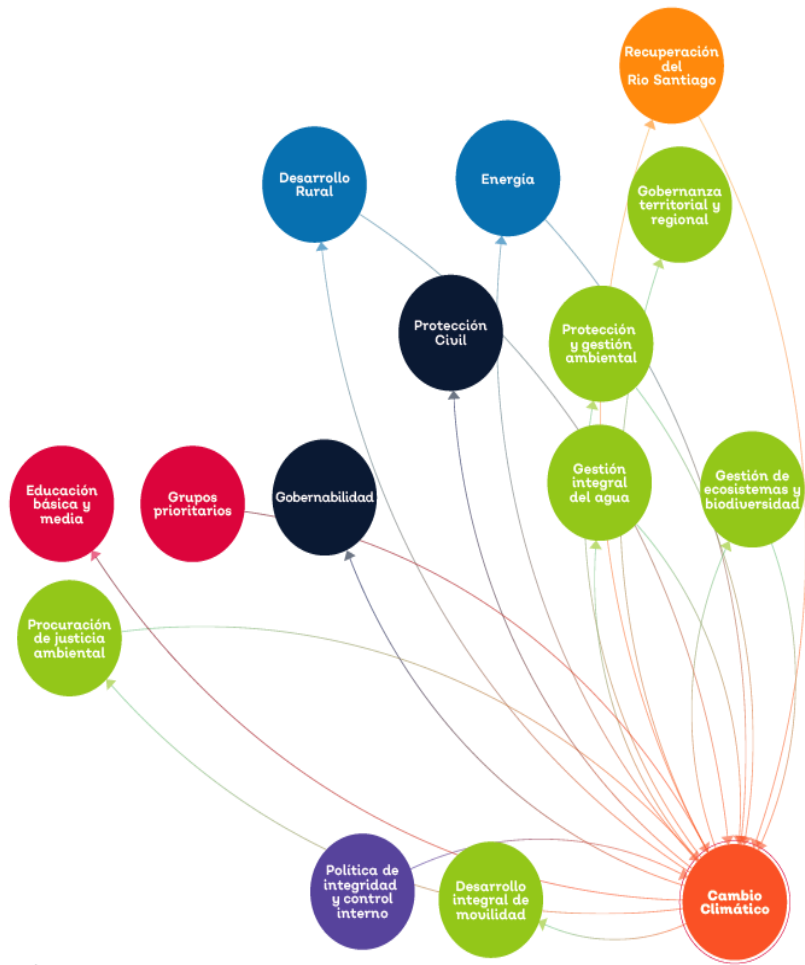 Recuperación
del
Rio Santiago
Desarrollo
Rural
Energía
Gobernanza
territorial y
regional
Protección
Civil
Protección
y gestión
ambiental
Educación
básica y
media
Grupos
prioritarios
Gobernabilidad
Gestión
integral
del agua
Gestión de
ecosistemas y
biodiversidad
Procuración
de justicia
ambiental
Política de
integridad
y control
interno
Desarrollo
integral de
movilidad
Cambio
Climático